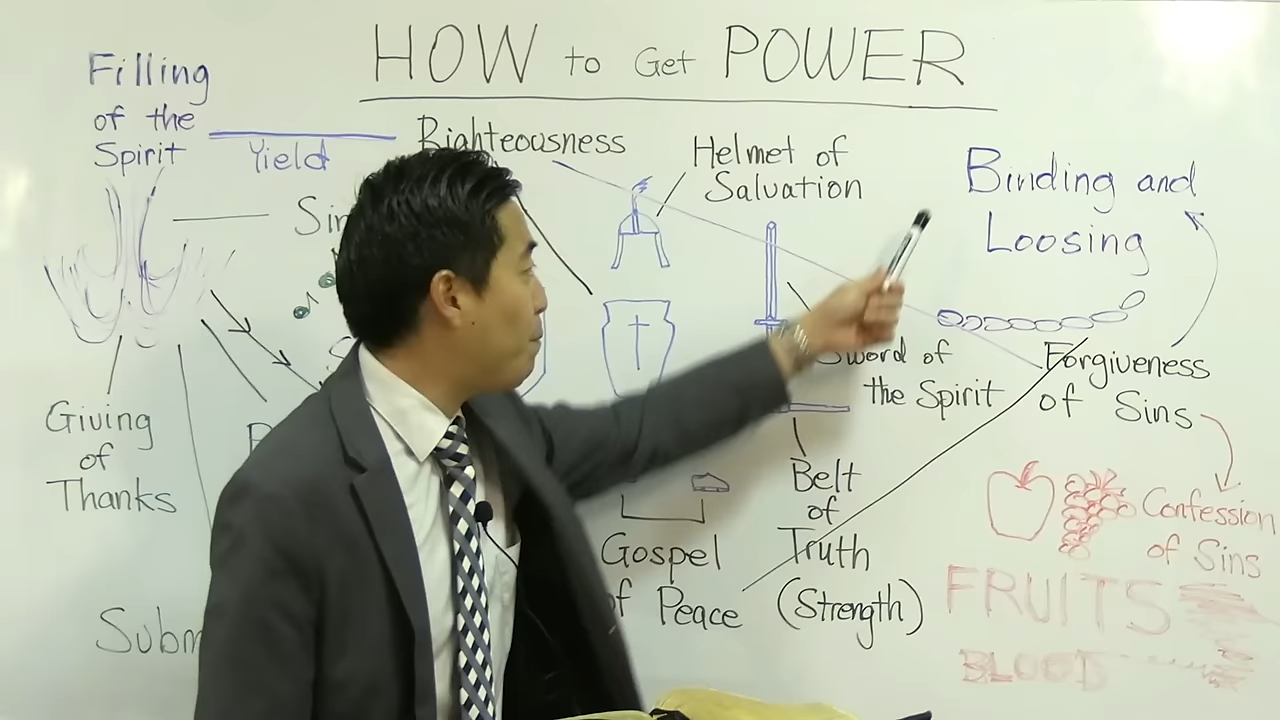 HOW to Get POWER
Filling
of the
Spirit
Yield
Righteousness
Helmet of
Salvation
Binding and
Loosing
Sword of
the Spirit
Forgiveness
of Sins
Giving
of
Thanks
Belt
of
Truth
(Strength)
Gospel
of Peace
Confession
of Sins
FRUITS
BLOOD